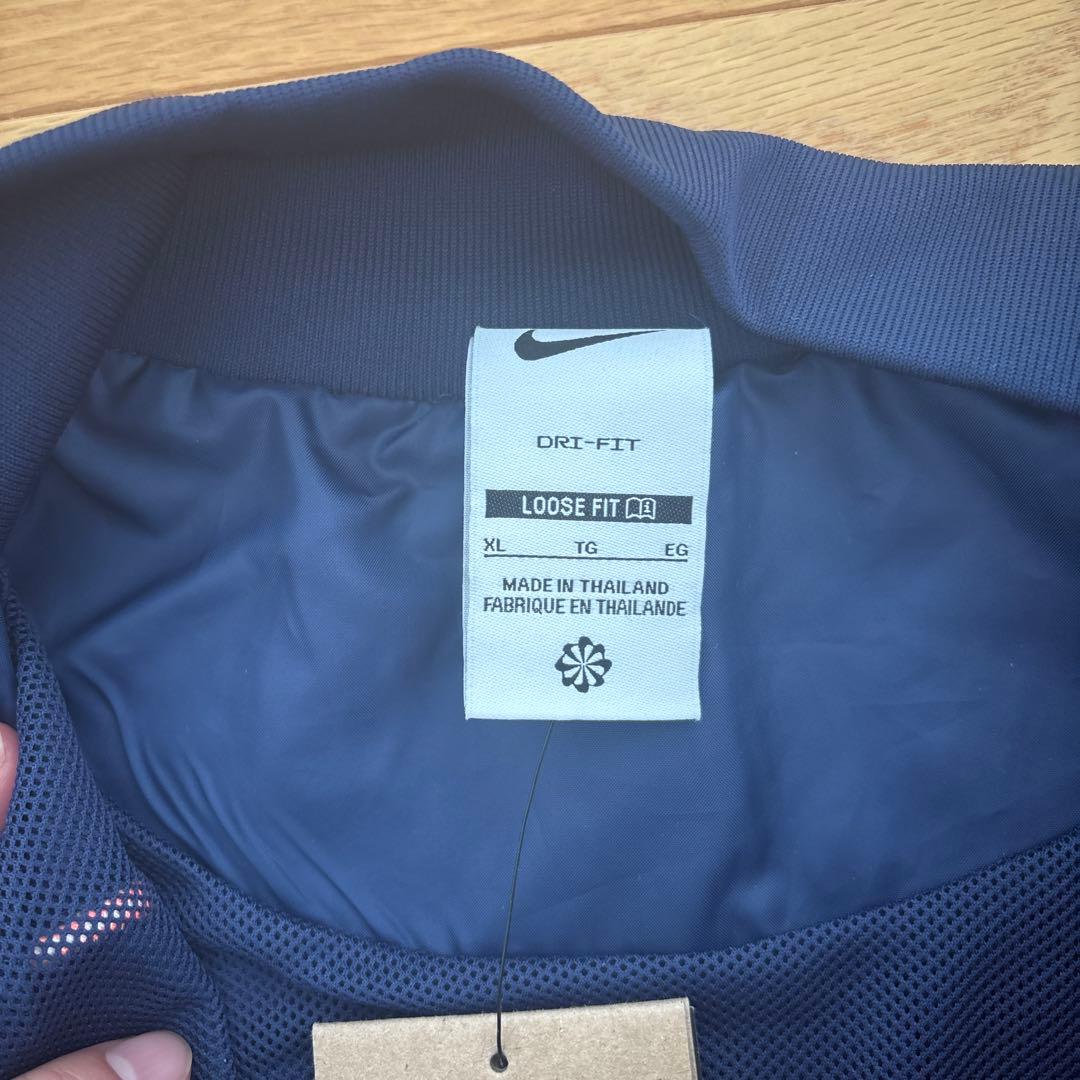 DRI-FIT
LOOSE FIT
XL TG EG
MADE IN THAILAND
FABRIQUE EN THAILANDE